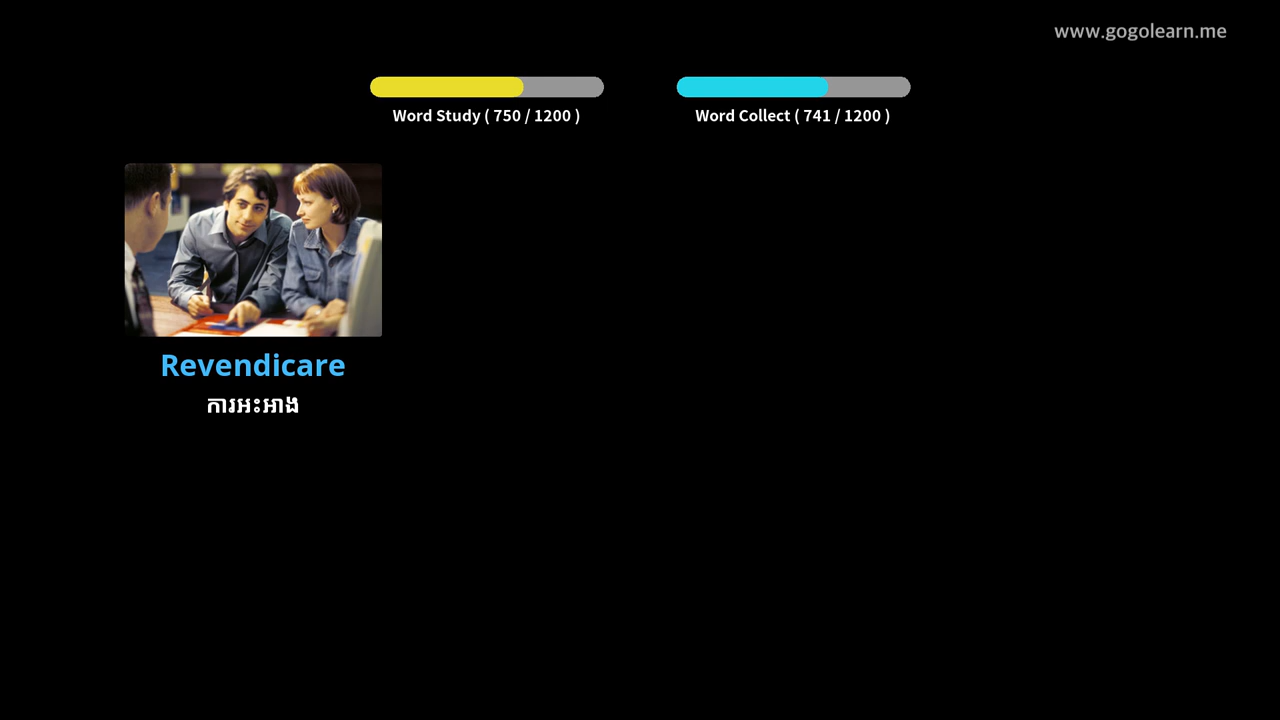 www.gogolearn.me
Word Study ( 750 / 1200 )
Word Collect ( 741 / 1200 )
Revendicare
ការអះអាង